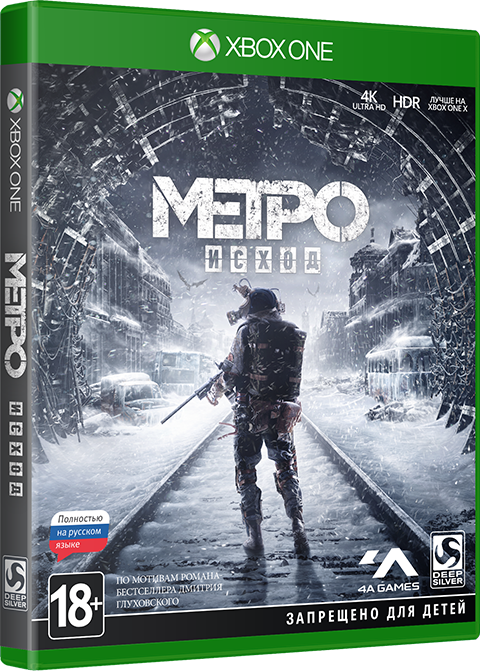 XBOX ONE
4K
ULTRA HD
HDR
ЛУЧШЕ НА
XBOX ONE X
МЕТРО
ИСХОД
Полностью
на русском
языке
18+
ПО МОТИВАМ РОМАНА-
БЕСТСЕЛЛЕРА ДМИТРИЯ
ГЛУХОВСКОГО
4A GAMES
DEEP
SILVER
ЗАПРЕЩЕНО ДЛЯ ДЕТЕЙ
XBOX ONE
МЕТРО
ИСХОД
DEEP
SILVER